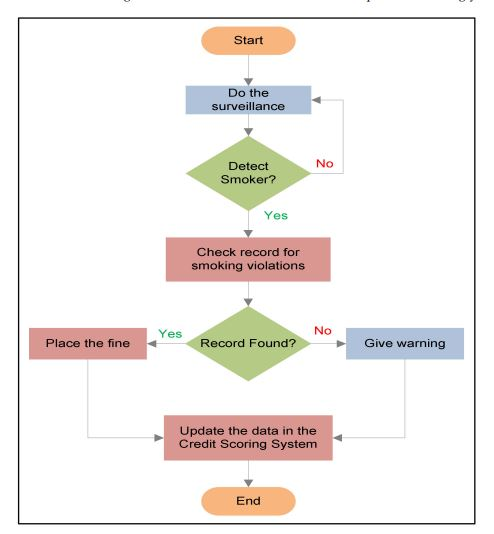 Start
Do the
surveillance
Detect
Smoker?
No
Yes
Check record for
smoking violations
Place the fine
Yes
Record Found?
No
Give warning
Update the data in the
Credit Scoring System
End